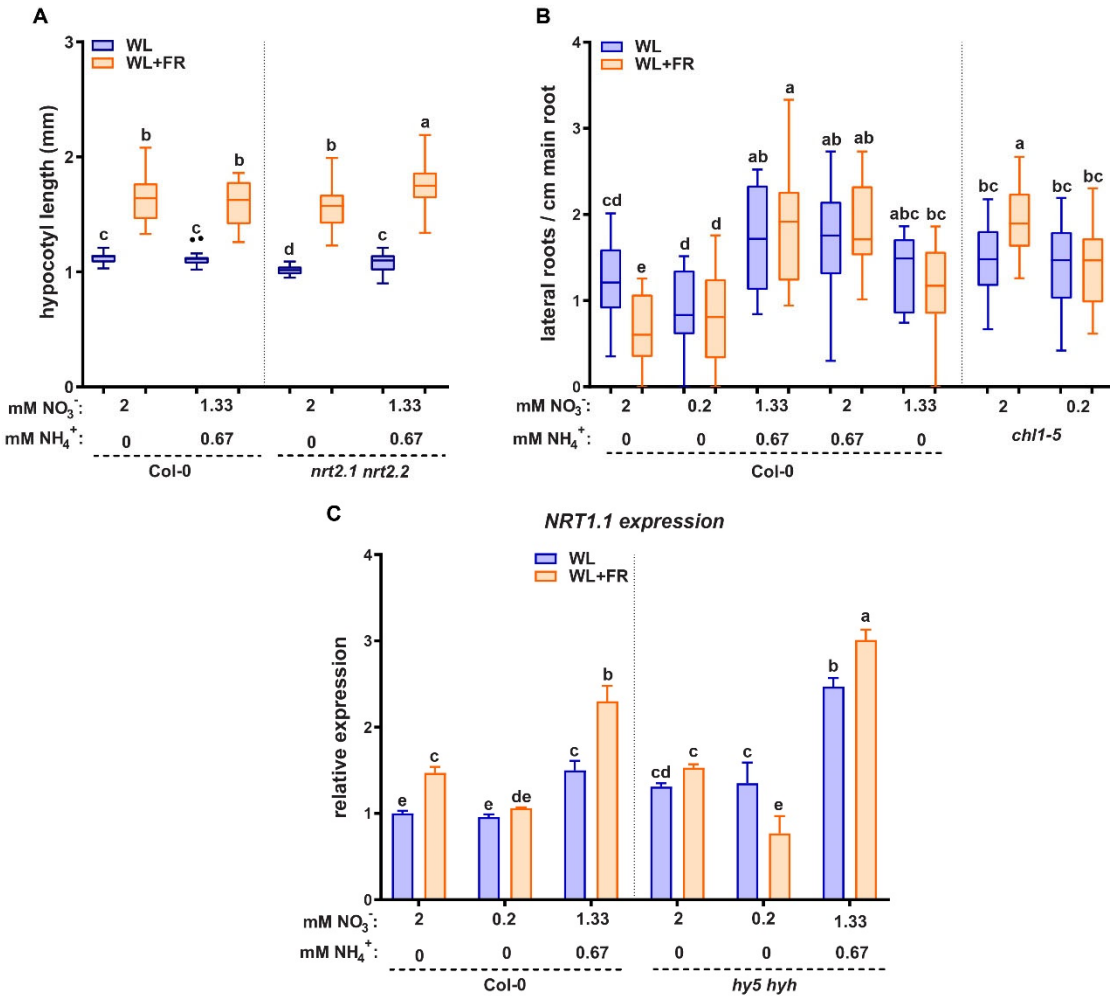 A
WL
WL+FR
hypocotyl length (mm)
3
2
1
0
b
b
b
a
c
c
d
c
mM NO₃⁻: 2 1.33 2 1.33
mM NH₄⁺: 0 0.67 0 0.67
Col-0 nrt2.1 nrt2.2
B
WL
WL+FR
lateral roots / cm main root
4
3
2
1
0
cd e d d ab a ab ab abc bc bc a bc bc
mM NO₃⁻: 2 0.2 1.33 2 1.33 2 0.2
mM NH₄⁺: 0 0 0.67 0.67 0 chl1-5
Col-0
C
NRT1.1 expression
WL
WL+FR
relative expression
4
3
2
1
0
e c e de c b cd c c e b a
mM NO₃⁻: 2 0.2 1.33 2 0.2 1.33
mM NH₄⁺: 0 0 0.67 0 0 0.67
Col-0 hy5 hyh